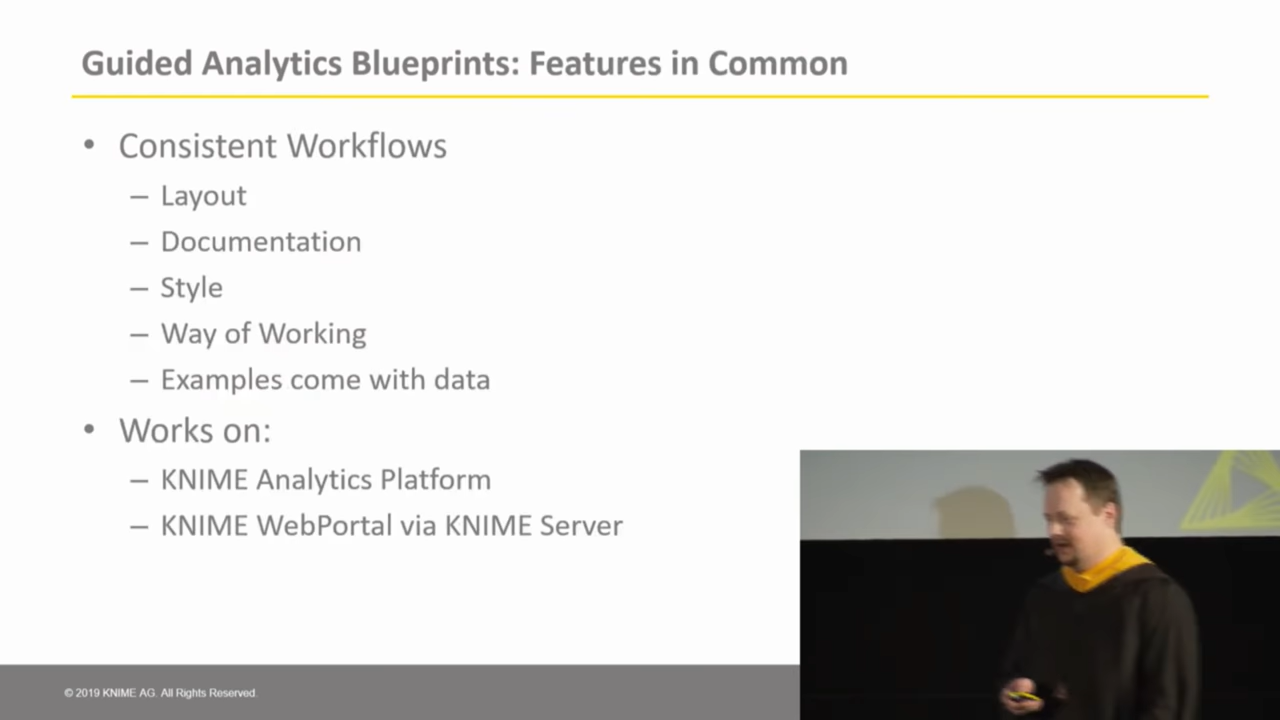 Guided Analytics Blueprints: Features in Common
• Consistent Workflows
– Layout
– Documentation
– Style
– Way of Working
– Examples come with data
• Works on:
– KNIME Analytics Platform
– KNIME WebPortal via KNIME Server
© 2019 KNIME AG. All Rights Reserved.